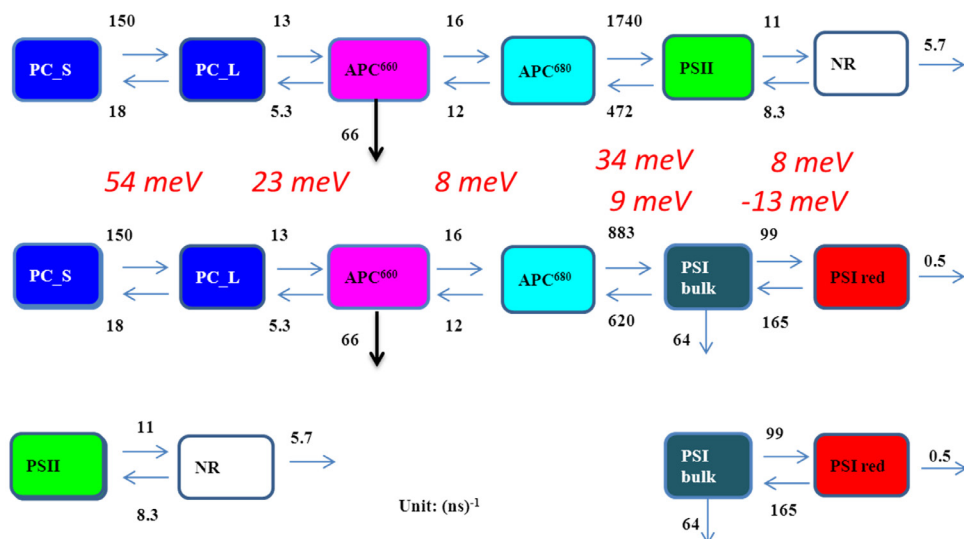 150 13 16 1740 11 5.7
PC_S PC_L APC⁶⁶⁰ APC⁶⁸⁰ PSII NR
18 5.3 66 12 472 8.3
54 meV 23 meV 8 meV 34 meV 8 meV
9 meV -13 meV
150 13 16 883 99 0.5
PC_S PC_L APC⁶⁶⁰ APC⁶⁸⁰ PSI bulk PSI red
18 5.3 66 12 620 64 165
11 5.7 99 0.5
PSII NR PSI bulk PSI red
8.3 Unit: (ns)⁻¹ 64 165